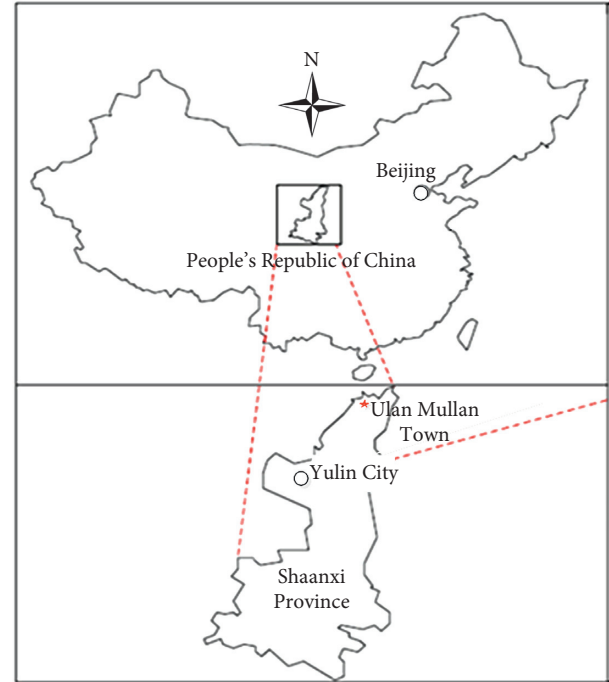 N
Beijing
People's Republic of China
*Ulan Mullan
Town
Yulin City
Shaanxi
Province